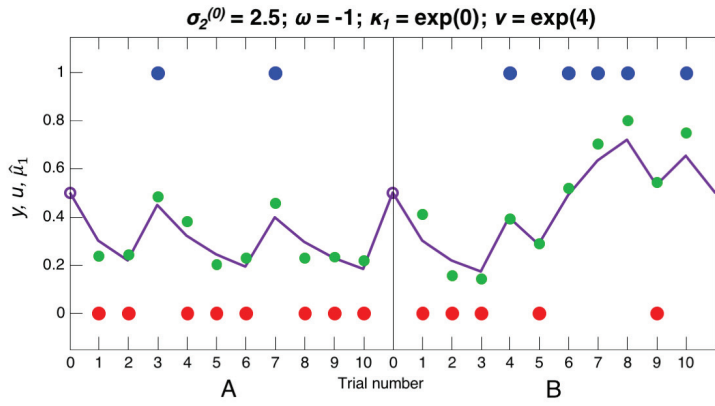 σ₂⁽⁰⁾ = 2.5; ω = -1; κ₁ = exp(0); ν = exp(4)
1
0.8
0.6
0.4
0.2
0
y, u, μ̂₁
0 1 2 3 4 5 6 7 8 9 10 0 1 2 3 4 5 6 7 8 9 10
A Trial number B